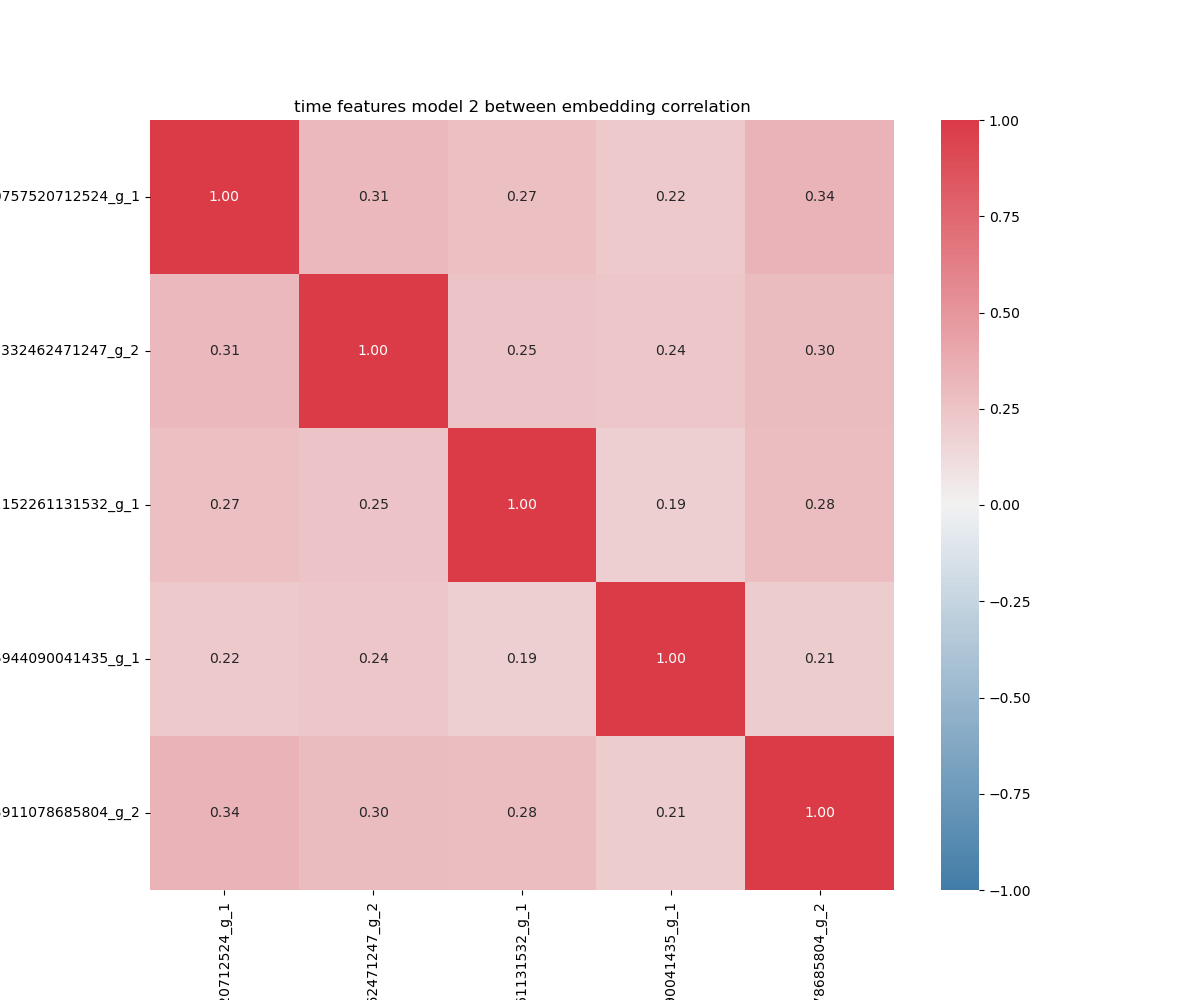 time features model 2 between embedding correlation
757520712524_g_1 1.00 0.31 0.27 0.22 0.34
332462471247_g_2 0.31 1.00 0.25 0.24 0.30
152261131532_g_1 0.27 0.25 1.00 0.19 0.28
944090041435_g_1 0.22 0.24 0.19 1.00 0.21
911078685804_g_2 0.34 0.30 0.28 0.21 1.00
20712524_g_1
2471247_g_2
1131532_g_1
0041435_g_1
78685804_g_2
1.00
0.75
0.50
0.25
0.00
−0.25
−0.50
−0.75
−1.00